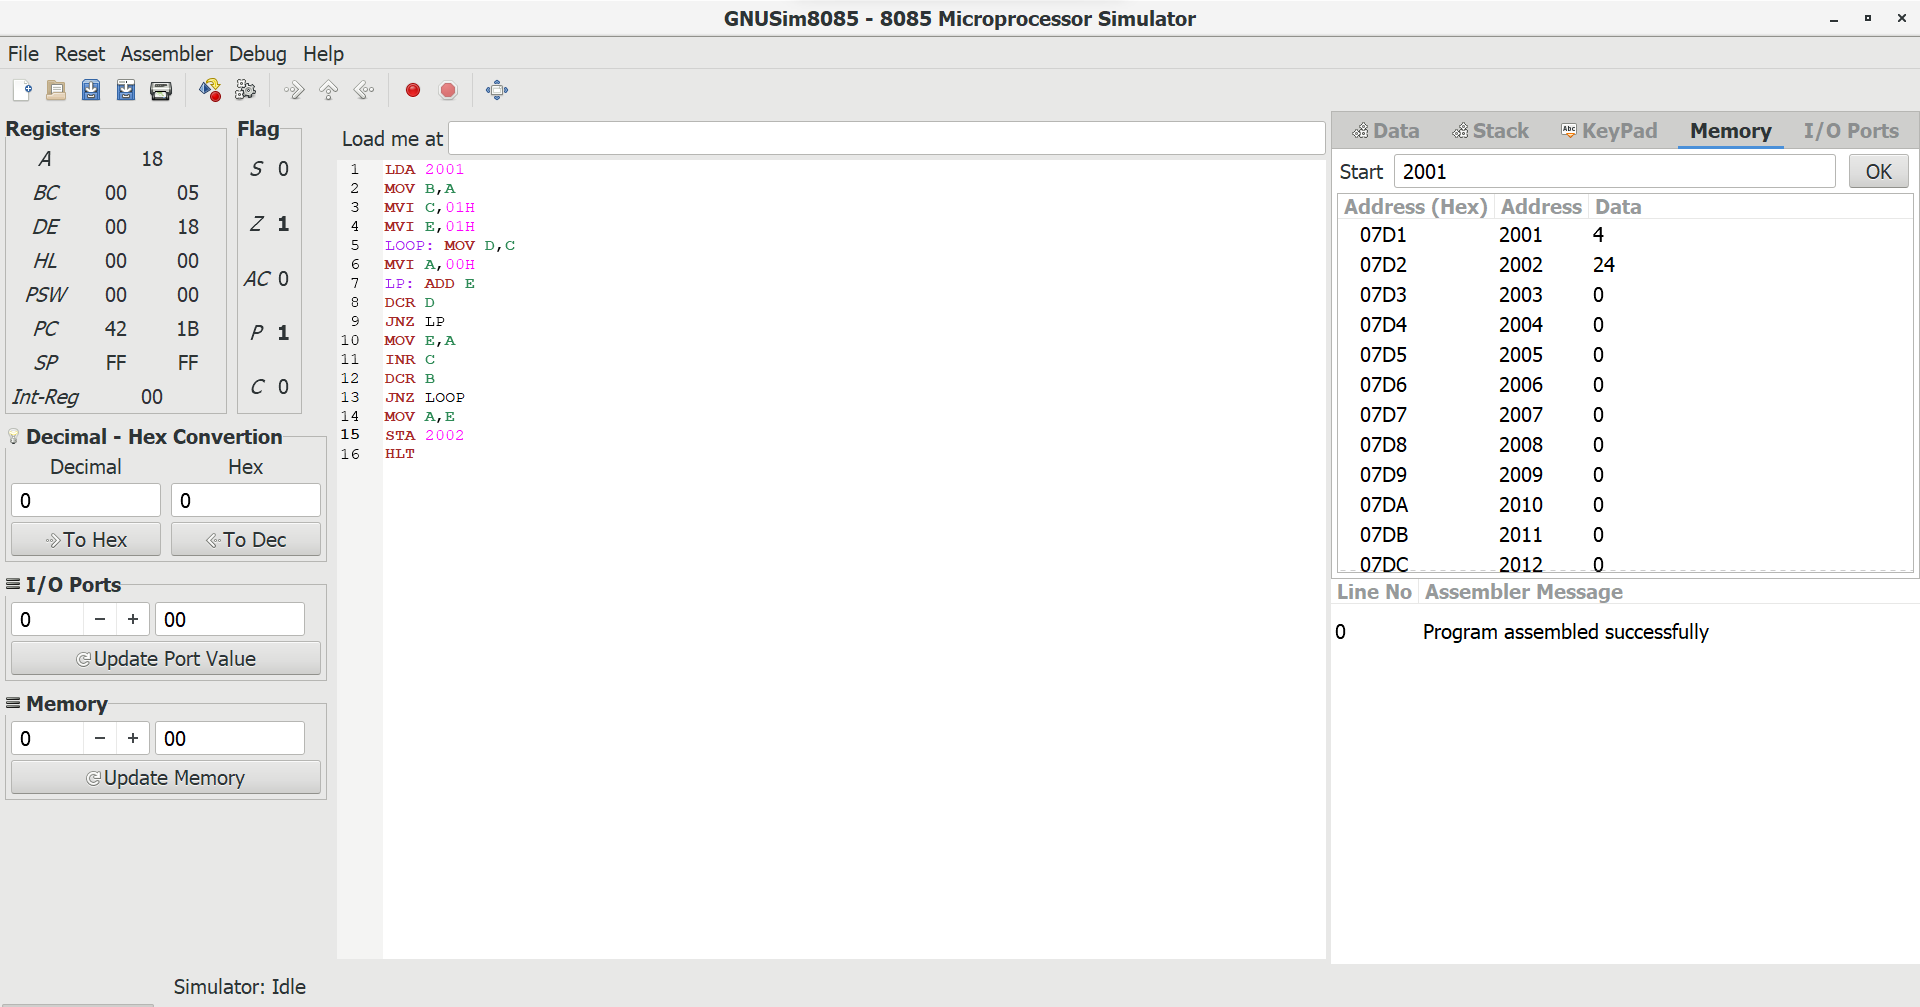 GNUSim8085 - 8085 Microprocessor Simulator
File Reset Assembler Debug Help
Registers
A 18
BC 00 05
DE 00 18
HL 00 00
PSW 00 00
PC 42 1B
SP FF FF
Int-Reg 00
Flag
S 0
Z 1
AC 0
P 1
C 0
Decimal - Hex Convertion
Decimal Hex
0 0
To Hex To Dec
I/O Ports
0 − + 00
Update Port Value
Memory
0 − + 00
Update Memory
Load me at
1 LDA 2001
2 MOV B,A
3 MVI C,01H
4 MVI E,01H
5 LOOP: MOV D,C
6 MVI A,00H
7 LP: ADD E
8 DCR D
9 JNZ LP
10 MOV E,A
11 INR C
12 DCR B
13 JNZ LOOP
14 MOV A,E
15 STA 2002
16 HLT
Data Stack Abc KeyPad Memory I/O Ports
Start 2001 OK
Address (Hex) Address Data
07D1 2001 4
07D2 2002 24
07D3 2003 0
07D4 2004 0
07D5 2005 0
07D6 2006 0
07D7 2007 0
07D8 2008 0
07D9 2009 0
07DA 2010 0
07DB 2011 0
07DC 2012 0
Line No Assembler Message
0 Program assembled successfully
Simulator: Idle